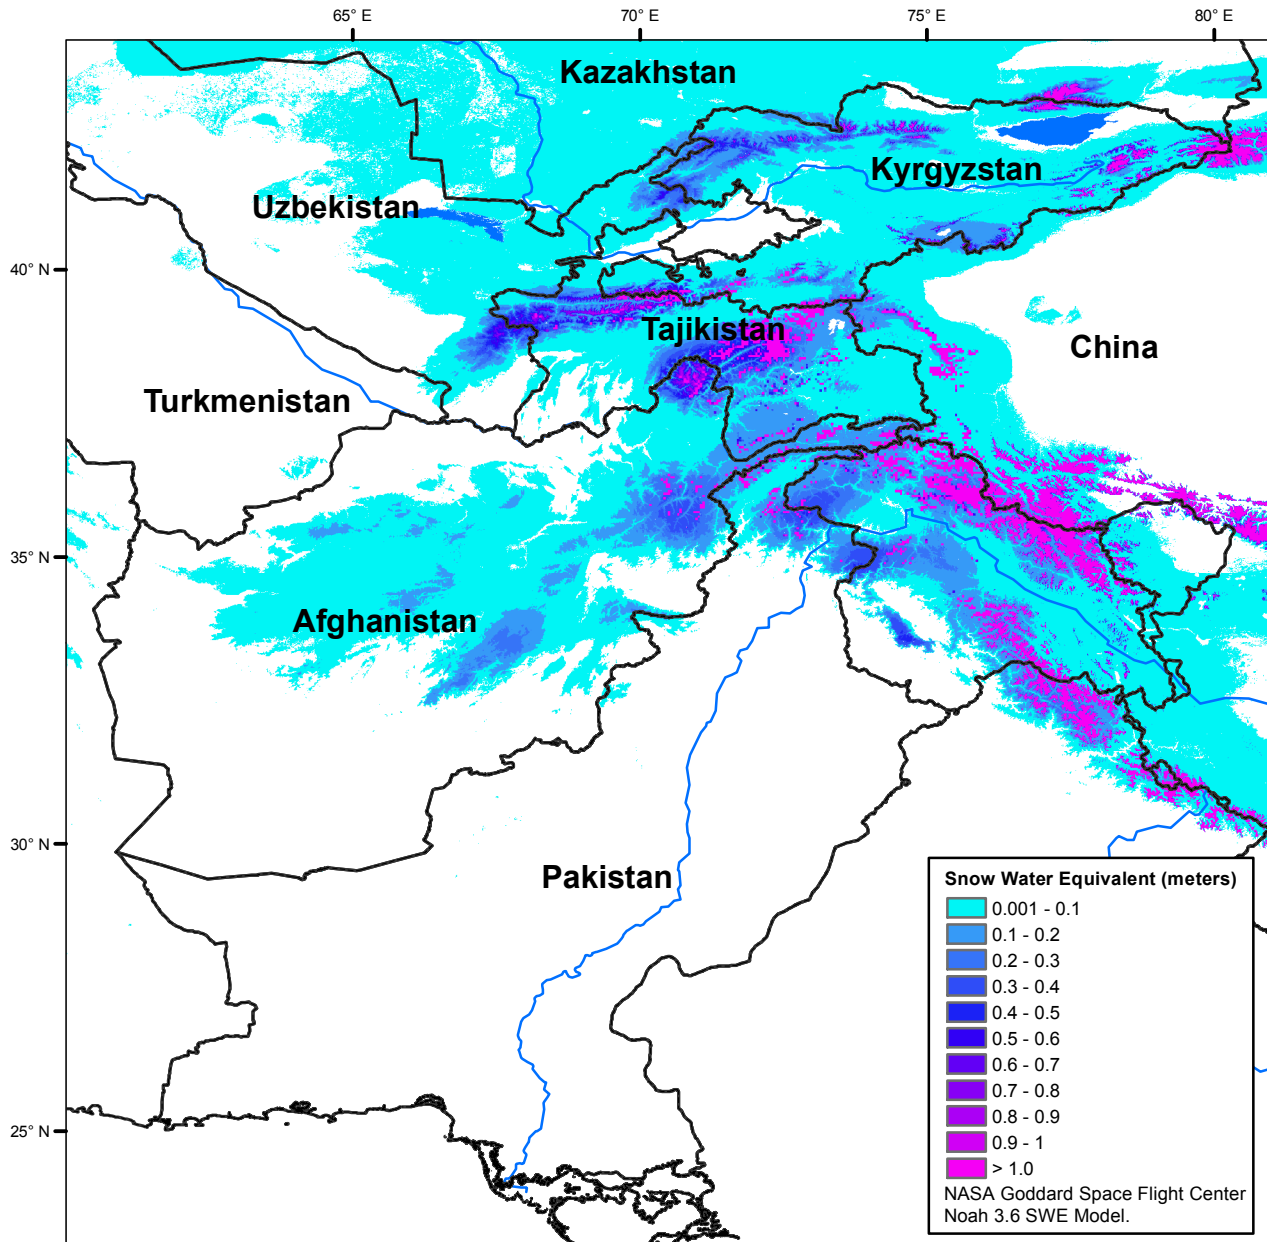 65° E
70° E
75° E
80° E
Kazakhstan
Kyrgyzstan
Uzbekistan
40° N
Tajikistan
China
Turkmenistan
35° N
Afghanistan
30° N
Pakistan
25° N
Snow Water Equivalent (meters)
0.001 - 0.1
0.1 - 0.2
0.2 - 0.3
0.3 - 0.4
0.4 - 0.5
0.5 - 0.6
0.6 - 0.7
0.7 - 0.8
0.8 - 0.9
0.9 - 1
> 1.0
NASA Goddard Space Flight Center
Noah 3.6 SWE Model.